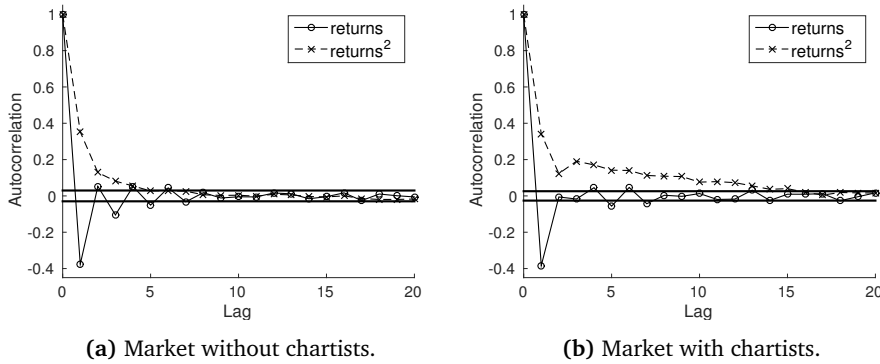 1
0.8
0.6
0.4
0.2
0
-0.2
-0.4
Autocorrelation
returns
returns²
0 5 10 15 20
Lag
(a) Market without chartists.
1
0.8
0.6
0.4
0.2
0
-0.2
-0.4
Autocorrelation
returns
returns²
0 5 10 15 20
Lag
(b) Market with chartists.